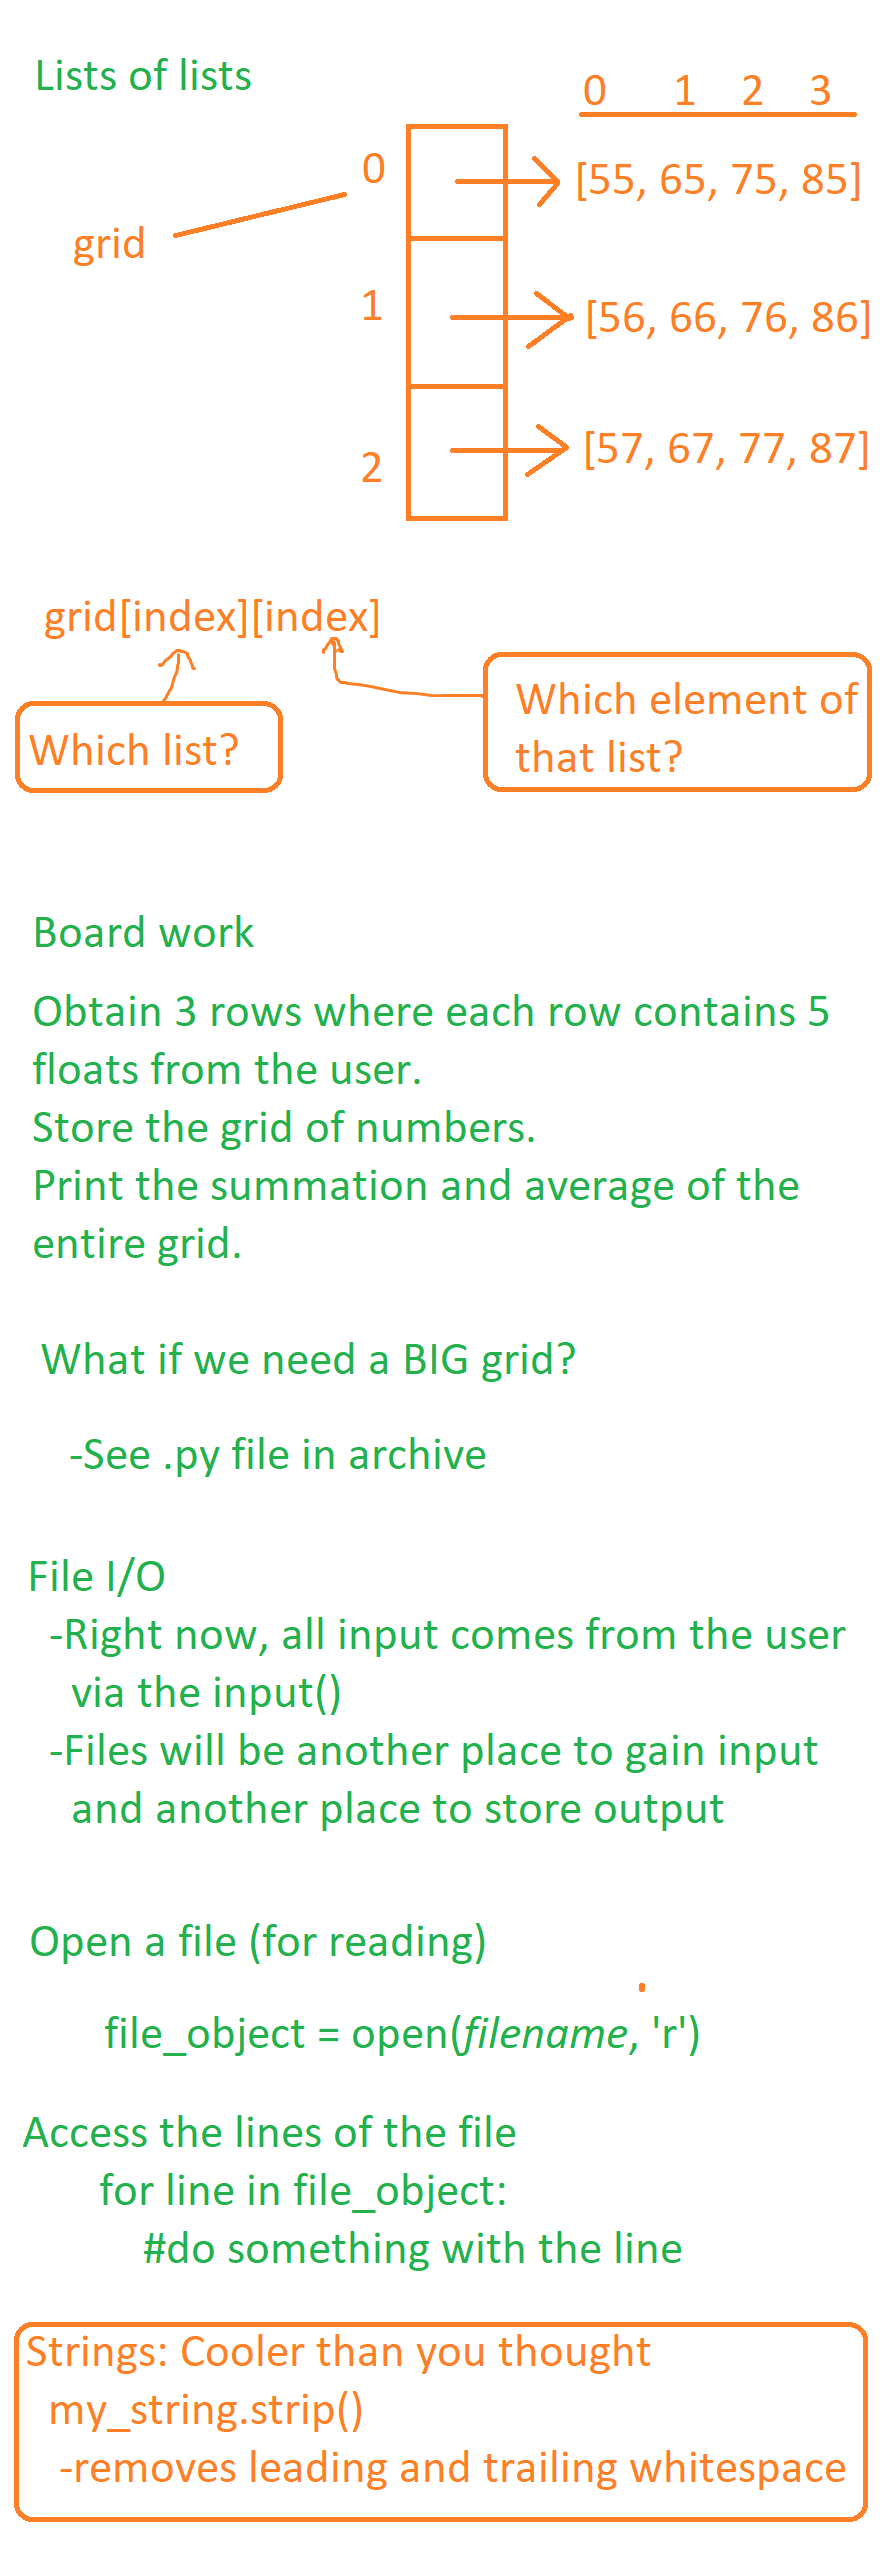 Lists of lists
0 1 2 3
0 [55, 65, 75, 85]
grid
1 [56, 66, 76, 86]
2 [57, 67, 77, 87]
grid[index][index]
Which list?
Which element of
that list?
Board work
Obtain 3 rows where each row contains 5
floats from the user.
Store the grid of numbers.
Print the summation and average of the
entire grid.
What if we need a BIG grid?
-See .py file in archive
File I/O
-Right now, all input comes from the user
via the input()
-Files will be another place to gain input
and another place to store output
Open a file (for reading)
file_object = open(filename, 'r')
Access the lines of the file
for line in file_object:
#do something with the line
Strings: Cooler than you thought
my_string.strip()
-removes leading and trailing whitespace